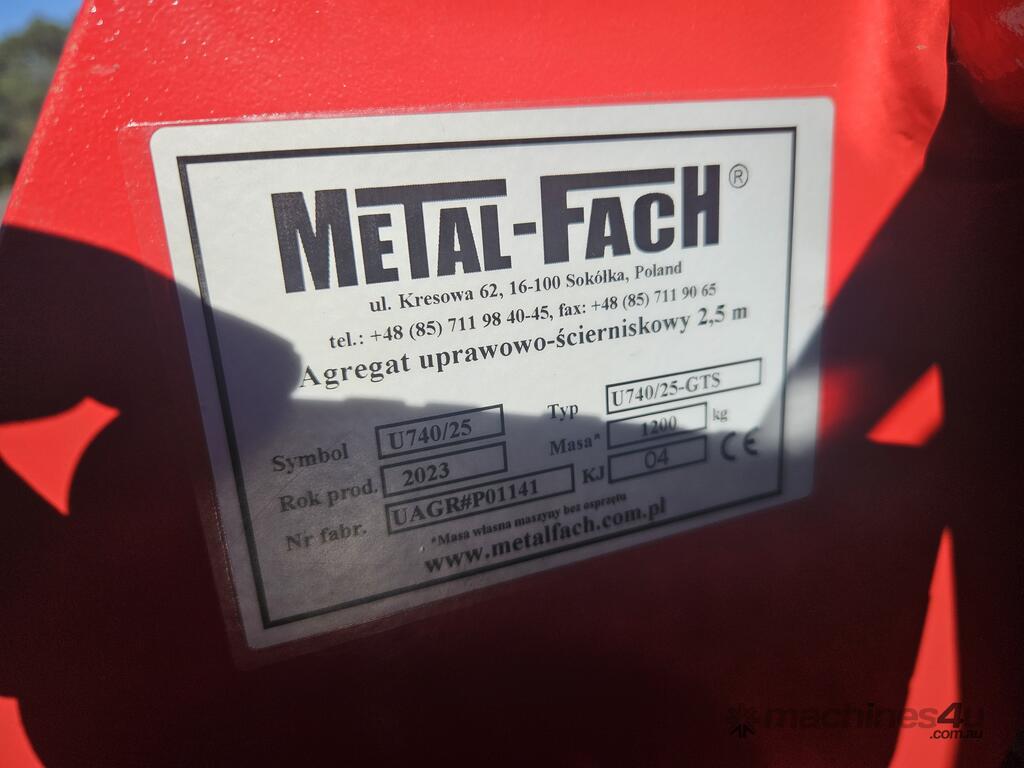 METAL-FACH®
ul. Kresowa 62, 16-100 Sokółka, Poland
tel.: +48 (85) 711 98 40-45, fax: +48 (85) 711 90 65
Agregat uprawowo-ścierniskowy 2,5 m
Symbol U740/25 Typ U740/25-GTS
Rok prod. 2023 Masa* 1200 kg
Nr fabr. UAGR#P01141 KJ 04 CE
*Masa własna maszyny bez osprzętu
www.metalfach.com.pl
machines4u
.com.au